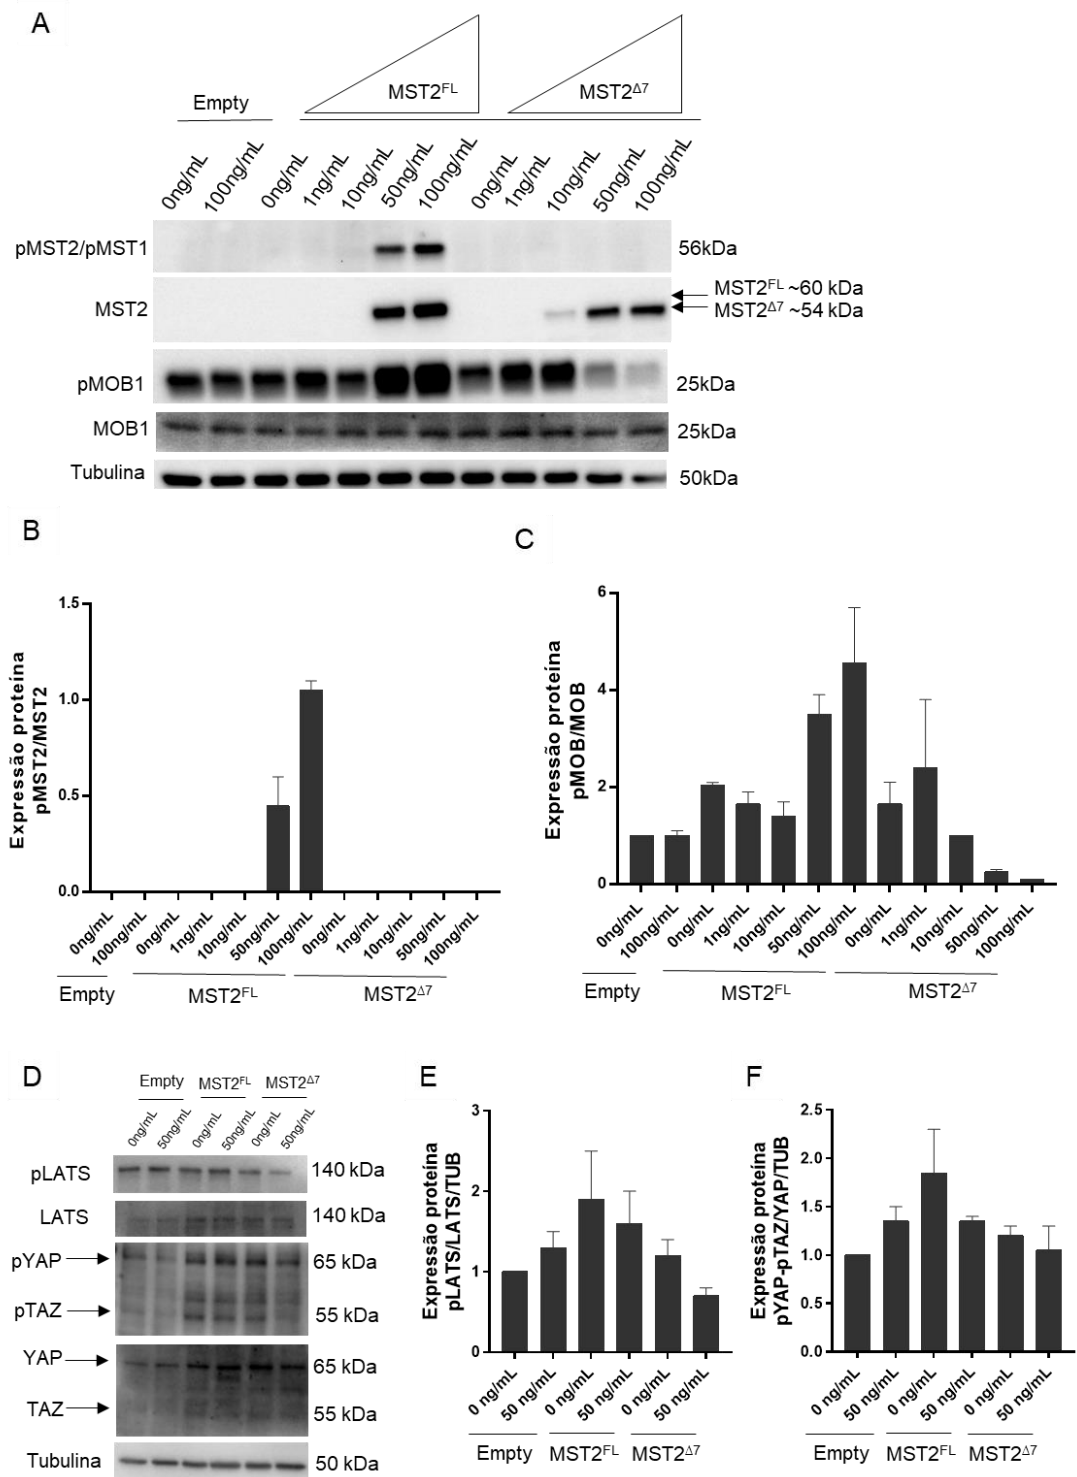 A
Empty
MST2FL
MST2Δ7
0ng/mL
100ng/mL
0ng/mL
1ng/mL
10ng/mL
50ng/mL
100ng/mL
0ng/mL
1ng/mL
10ng/mL
50ng/mL
100ng/mL
pMST2/pMST1
56kDa
MST2
MST2FL ~60 kDa
MST2Δ7 ~54 kDa
pMOB1
25kDa
MOB1
25kDa
Tubulina
50kDa
B
Expressão proteína
pMST2/MST2
1.5
1.0
0.5
0.0
0ng/mL
100ng/mL
0ng/mL
1ng/mL
10ng/mL
50ng/mL
100ng/mL
0ng/mL
1ng/mL
10ng/mL
50ng/mL
100ng/mL
Empty
MST2FL
MST2Δ7
C
Expressão proteína
pMOB/MOB
6
4
2
0
0ng/mL
100ng/mL
0ng/mL
1ng/mL
10ng/mL
50ng/mL
100ng/mL
0ng/mL
1ng/mL
10ng/mL
50ng/mL
100ng/mL
Empty
MST2FL
MST2Δ7
D
Empty
MST2FL
MST2Δ7
0ng/mL
50ng/mL
0ng/mL
50ng/mL
0ng/mL
50ng/mL
pLATS
140 kDa
LATS
140 kDa
pYAP
65 kDa
pTAZ
55 kDa
YAP
65 kDa
TAZ
55 kDa
Tubulina
50 kDa
E
Expressão proteína
pLATS/LATS/TUB
3
2
1
0
0 ng/mL
50 ng/mL
0 ng/mL
50 ng/mL
0 ng/mL
50 ng/mL
Empty
MST2FL
MST2Δ7
F
Expressão proteína
pYAP-pTAZ/YAP/TUB
2.5
2.0
1.5
1.0
0.5
0.0
0 ng/mL
50 ng/mL
0 ng/mL
50 ng/mL
0 ng/mL
50 ng/mL
Empty
MST2FL
MST2Δ7